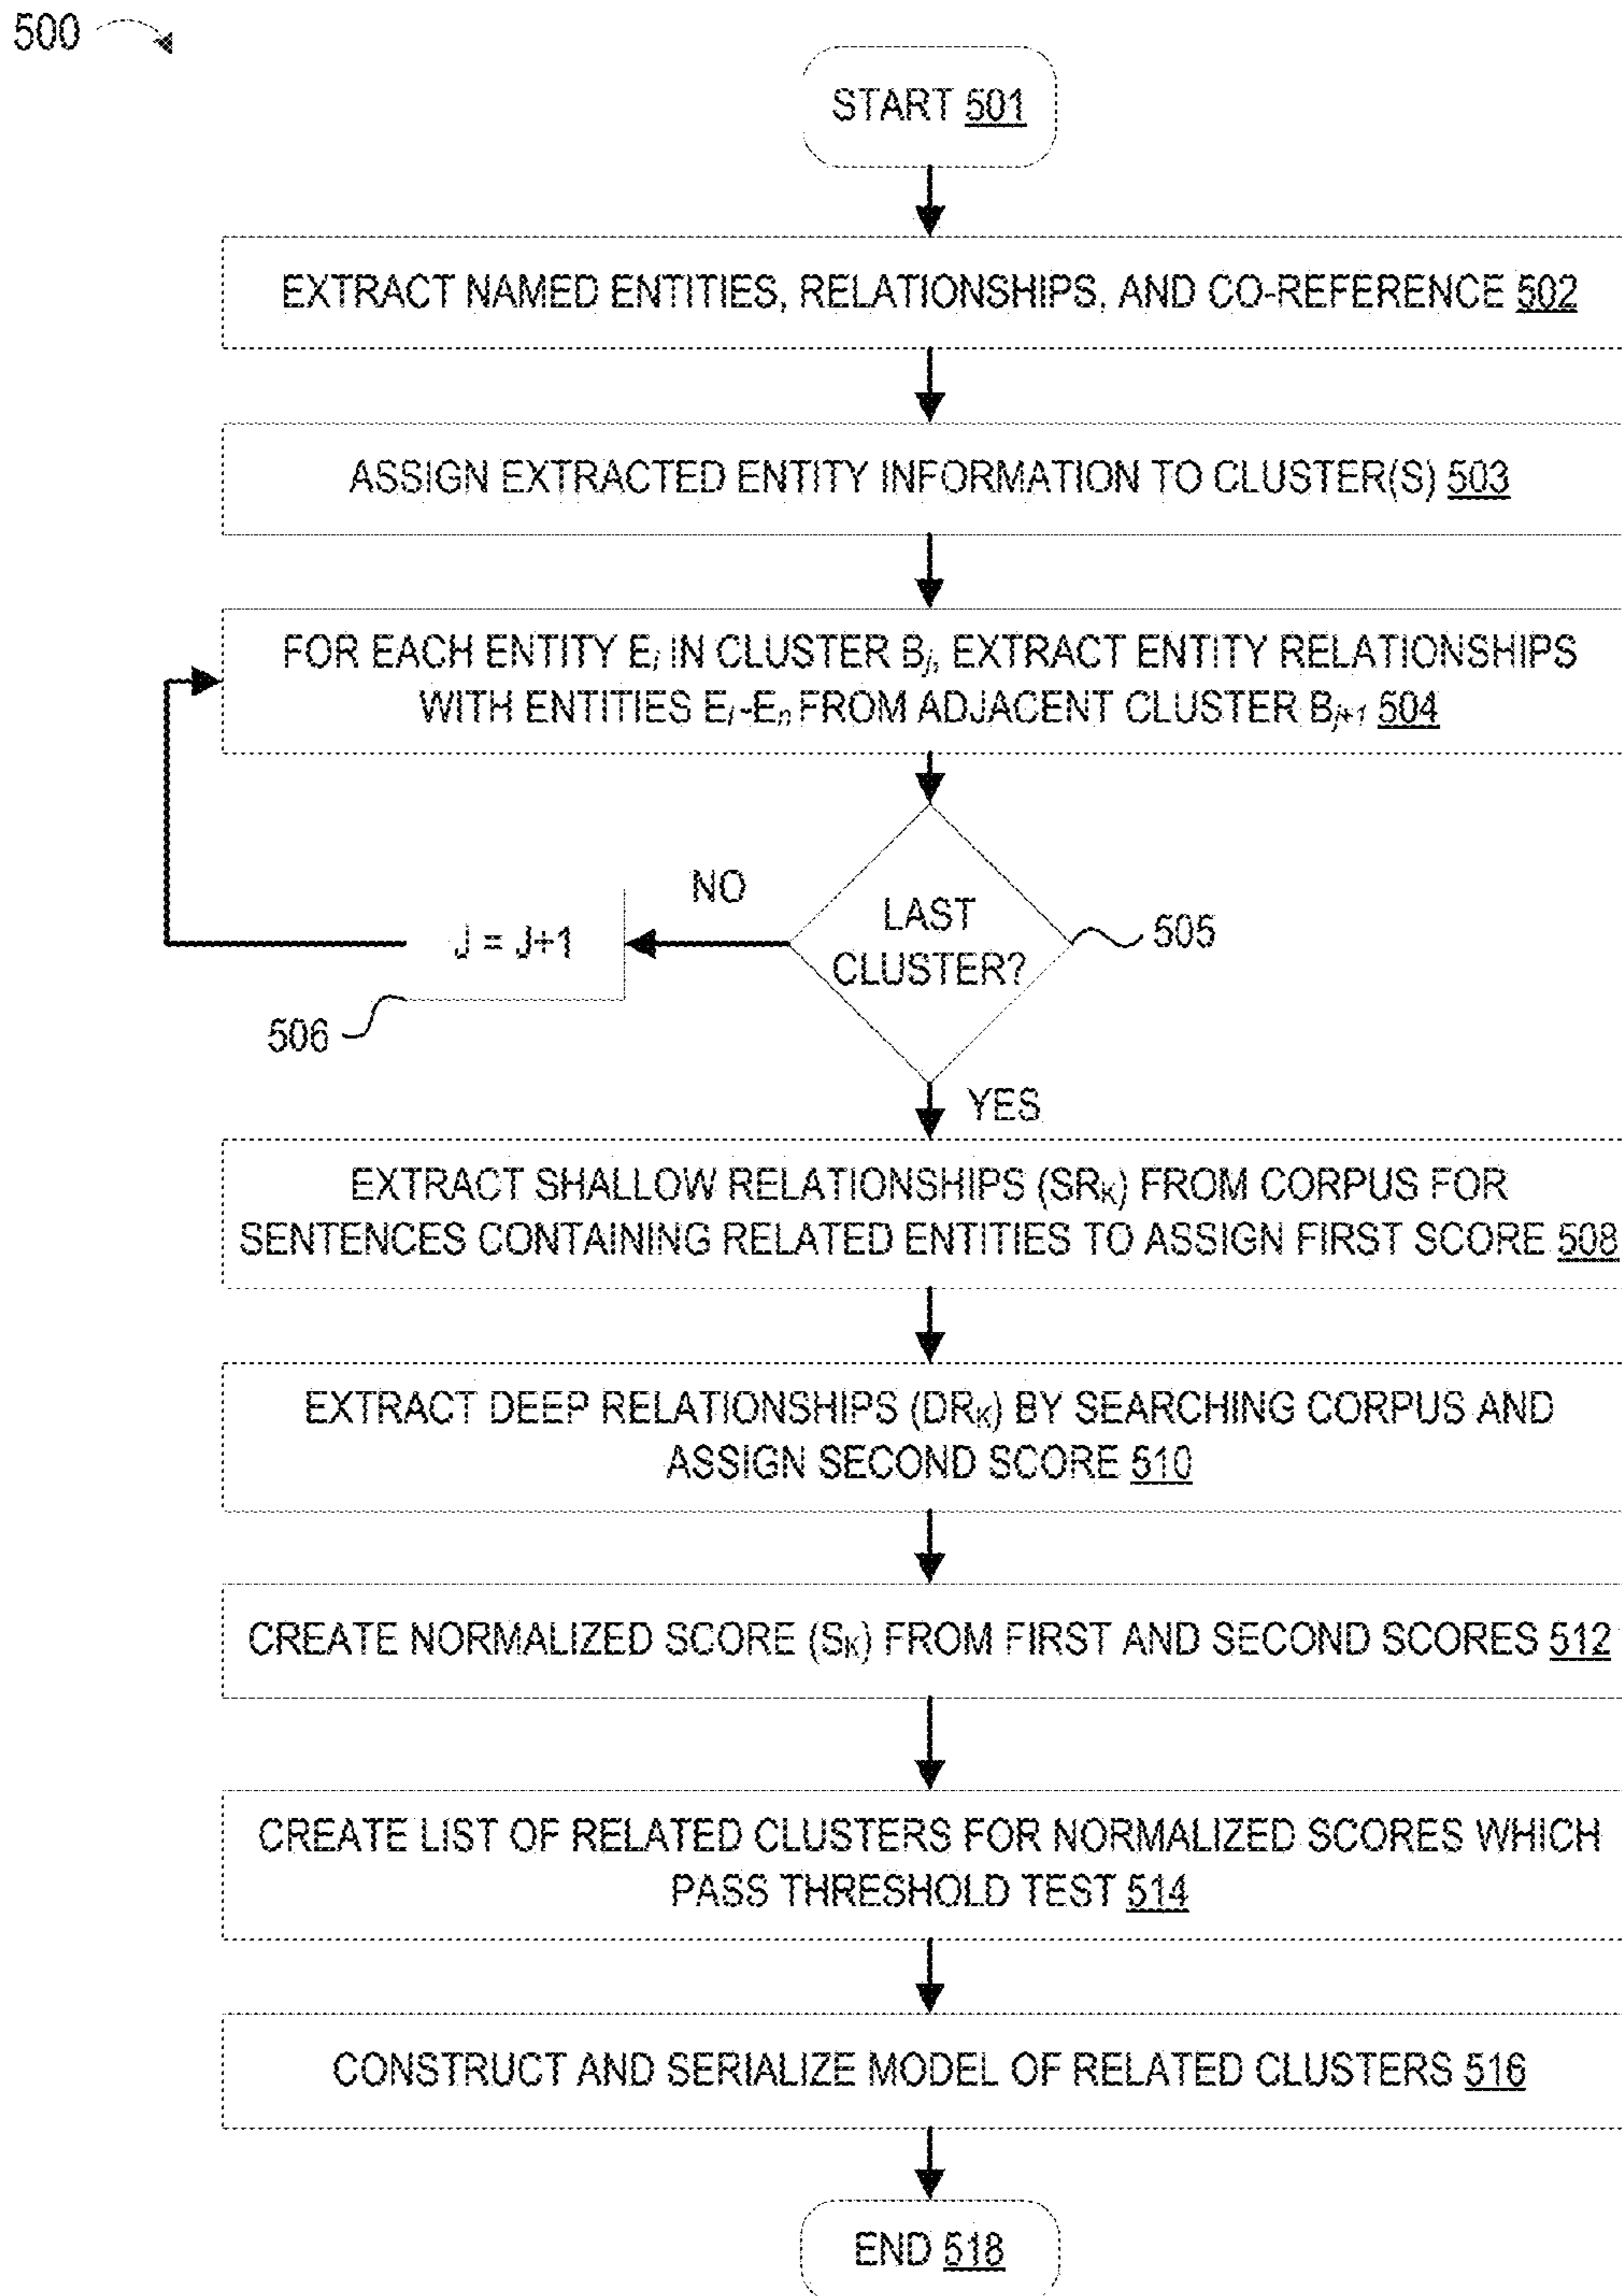 500
START 501
EXTRACT NAMED ENTITIES, RELATIONSHIPS, AND CO-REFERENCE 502
ASSIGN EXTRACTED ENTITY INFORMATION TO CLUSTER(S) 503
FOR EACH ENTITY Ei IN CLUSTER Bj, EXTRACT ENTITY RELATIONSHIPS
WITH ENTITIES Ei-En FROM ADJACENT CLUSTER Bj+1 504
NO
LAST
CLUSTER?
505
J = J+1
506
YES
EXTRACT SHALLOW RELATIONSHIPS (SRK) FROM CORPUS FOR
SENTENCES CONTAINING RELATED ENTITIES TO ASSIGN FIRST SCORE 508
EXTRACT DEEP RELATIONSHIPS (DRK) BY SEARCHING CORPUS AND
ASSIGN SECOND SCORE 510
CREATE NORMALIZED SCORE (SK) FROM FIRST AND SECOND SCORES 512
CREATE LIST OF RELATED CLUSTERS FOR NORMALIZED SCORES WHICH
PASS THRESHOLD TEST 514
CONSTRUCT AND SERIALIZE MODEL OF RELATED CLUSTERS 516
END 518